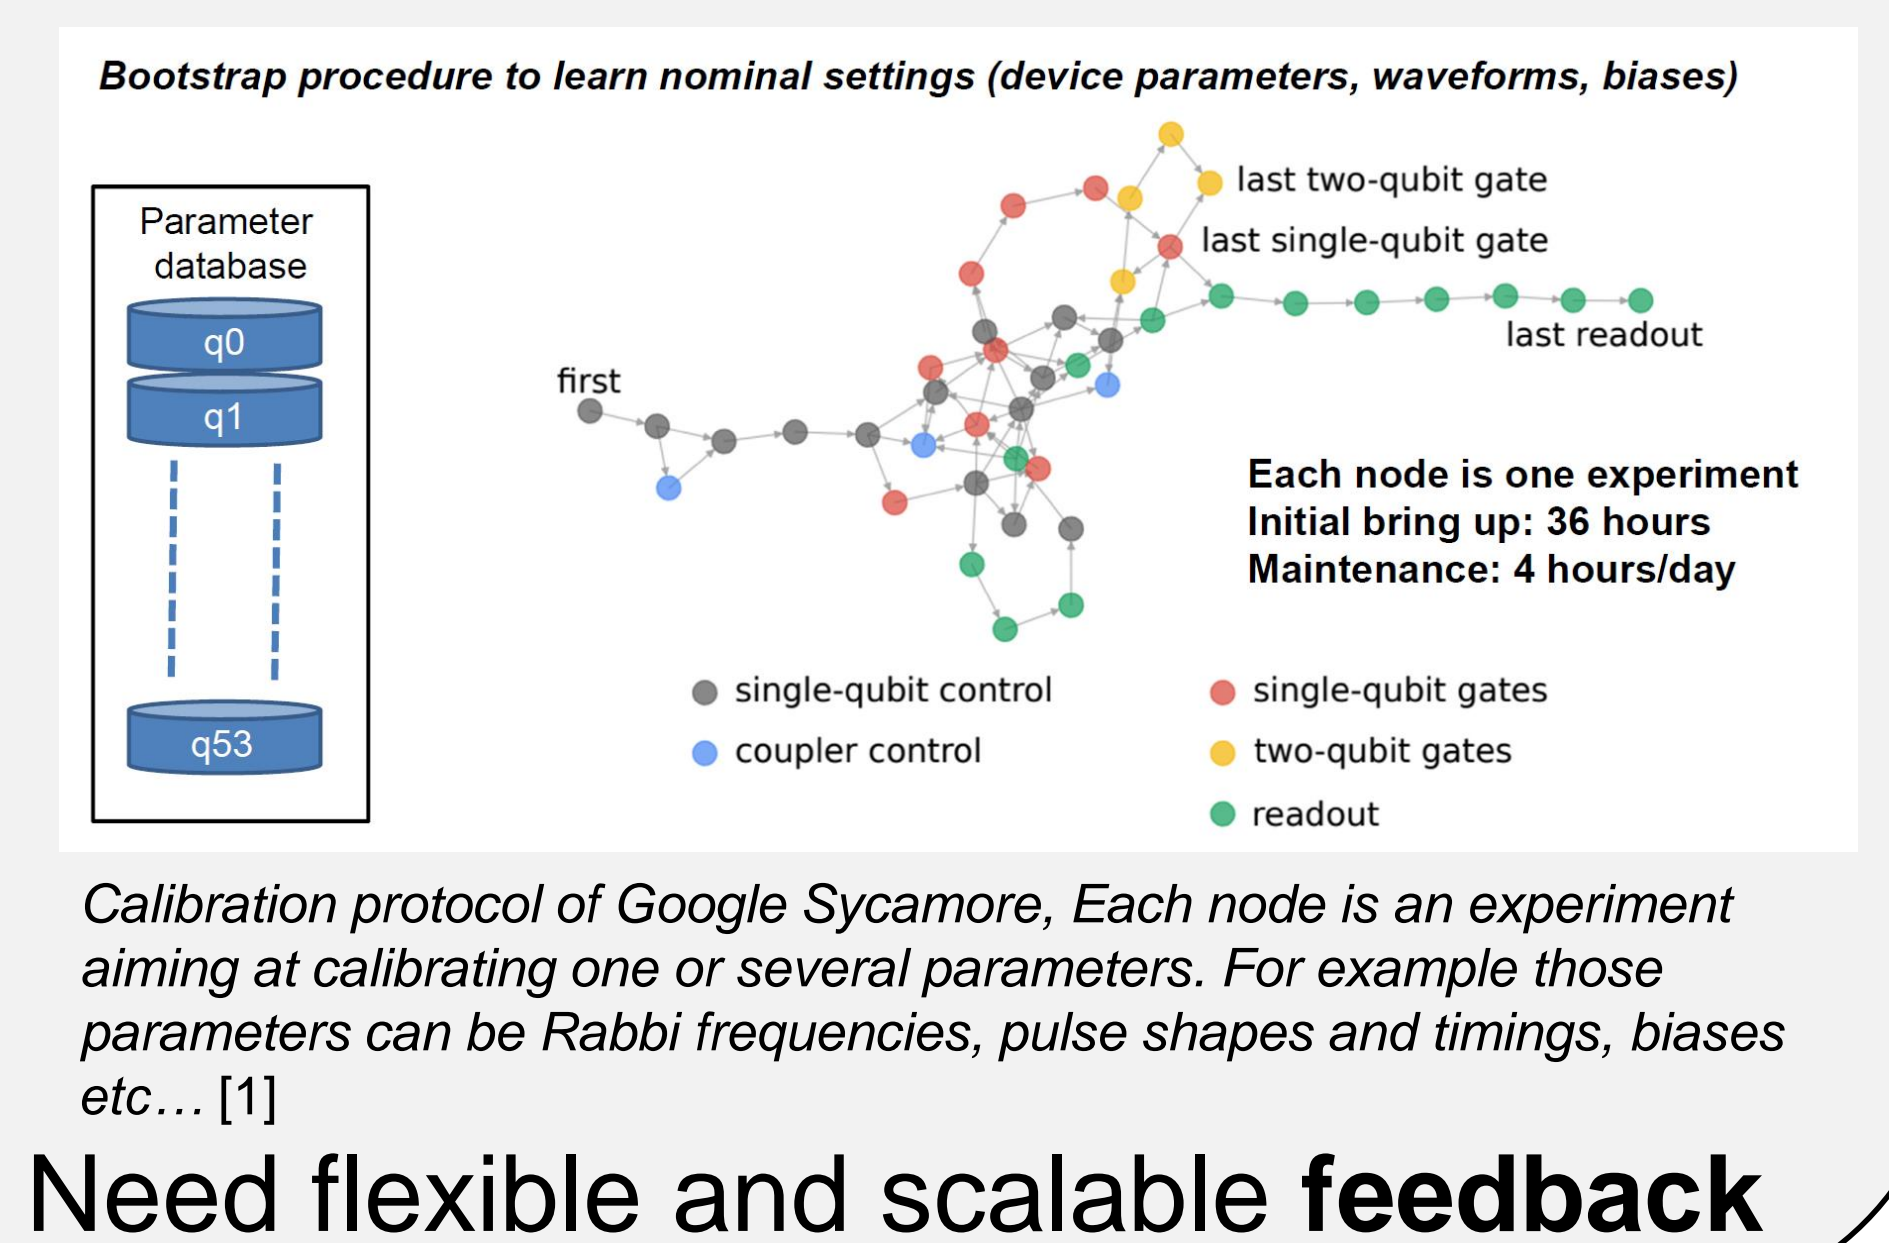 Bootstrap procedure to learn nominal settings (device parameters, waveforms, biases)
Parameter
database
q0
q1
q53
first
last two-qubit gate
last single-qubit gate
last readout
Each node is one experiment
Initial bring up: 36 hours
Maintenance: 4 hours/day
single-qubit control
coupler control
single-qubit gates
two-qubit gates
readout
Calibration protocol of Google Sycamore, Each node is an experiment
aiming at calibrating one or several parameters. For example those
parameters can be Rabbi frequencies, pulse shapes and timings, biases
etc… [1]
Need flexible and scalable feedback